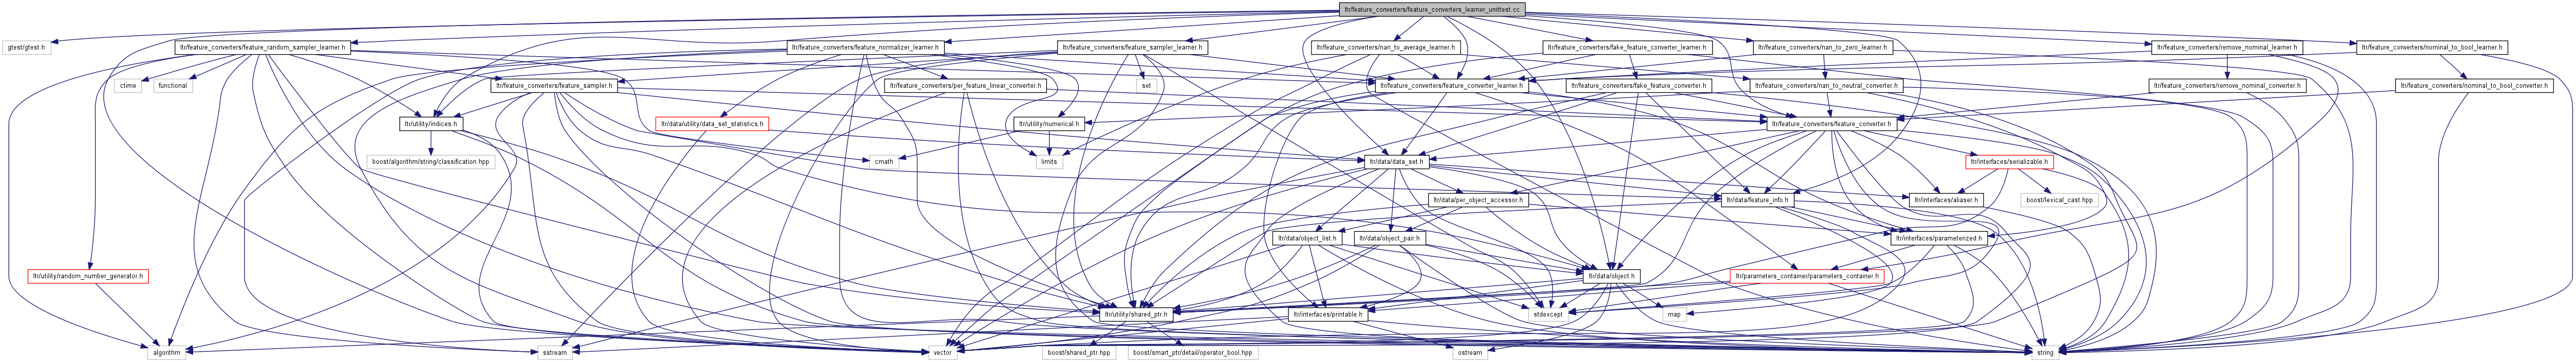 ltr/feature_converters/feature_converters_learner_unittest.cc
gtest/gtest.h
ltr/feature_converters/feature_random_sampler_learner.h
ltr/feature_converters/feature_normalizer_learner.h
ltr/feature_converters/feature_sampler_learner.h
ltr/feature_converters/nan_to_average_learner.h
ltr/feature_converters/fake_feature_converter_learner.h
ltr/feature_converters/nan_to_zero_learner.h
ltr/feature_converters/remove_nominal_learner.h
ltr/feature_converters/nominal_to_bool_learner.h
ctime
functional
ltr/feature_converters/feature_sampler.h
ltr/feature_converters/per_feature_linear_converter.h
set
ltr/feature_converters/feature_converter_learner.h
ltr/feature_converters/fake_feature_converter.h
ltr/feature_converters/nan_to_neutral_converter.h
ltr/feature_converters/remove_nominal_converter.h
ltr/feature_converters/nominal_to_bool_converter.h
ltr/utility/indices.h
ltr/data/utility/data_set_statistics.h
ltr/utility/numerical.h
ltr/feature_converters/feature_converter.h
boost/algorithm/string/classification.hpp
cmath
limits
ltr/data/data_set.h
ltr/interfaces/serializable.h
ltr/data/per_object_accessor.h
ltr/data/feature_info.h
ltr/interfaces/aliaser.h
boost/lexical_cast.hpp
ltr/data/object_list.h
ltr/data/object_pair.h
ltr/interfaces/parameterized.h
ltr/utility/random_number_generator.h
ltr/data/object.h
ltr/parameters_container/parameters_container.h
ltr/utility/shared_ptr.h
ltr/interfaces/printable.h
stdexcept
map
algorithm
sstream
vector
boost/shared_ptr.hpp
boost/smart_ptr/detail/operator_bool.hpp
ostream
string